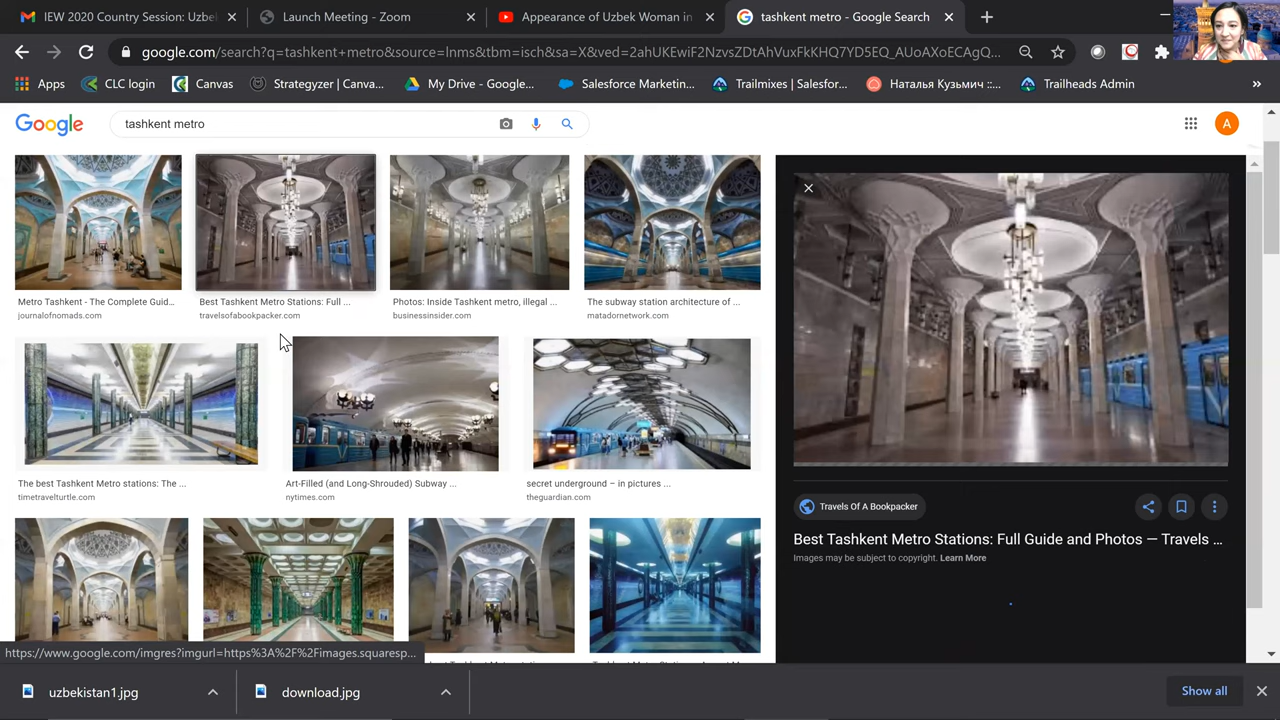 IEW 2020 Country Session: Uzbe
Launch Meeting - Zoom
Appearance of Uzbek Woman in
tashkent metro - Google Search
google.com/search?q=tashkent+metro&source=lnms&tbm=isch&sa=X&ved=2ahUKEwiF2NzvsZDtAhVuxFkKHQ7YD5EQ_AUoAXoECAgQ...
Apps
CLC login
Canvas
Strategyzer | Canva...
My Drive - Google...
Salesforce Marketin...
Trailmixes | Salesfor...
Наталья Кузьмич ::...
Trailheads Admin
»
Google
tashkent metro
A
Metro Tashkent - The Complete Guid...
journalofnomads.com
Best Tashkent Metro Stations: Full ...
travelsofabookpacker.com
Photos: Inside Tashkent metro, illegal ...
businessinsider.com
The subway station architecture of ...
matadornetwork.com
The best Tashkent Metro stations: The ...
timetravelturtle.com
Art-Filled (and Long-Shrouded) Subway ...
nytimes.com
secret underground – in pictures ...
theguardian.com
Travels Of A Bookpacker
Best Tashkent Metro Stations: Full Guide and Photos — Travels ...
Images may be subject to copyright. Learn More
https://www.google.com/imgres?imgurl=https%3A%2F%2Fimages.squaresp...
uzbekistan1.jpg
download.jpg
Show all